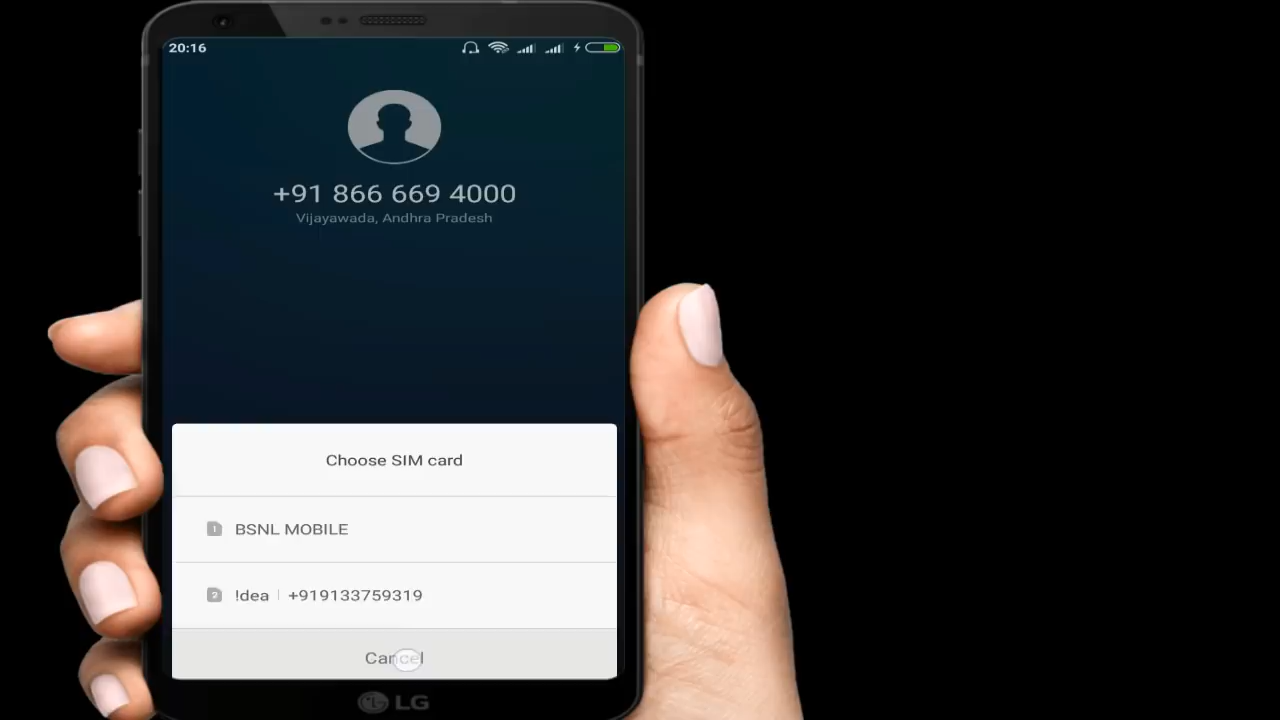 20:16
+91 866 669 4000
Vijayawada, Andhra Pradesh
Choose SIM card
1 BSNL MOBILE
2 !dea | +919133759319
Cancel
LG LG